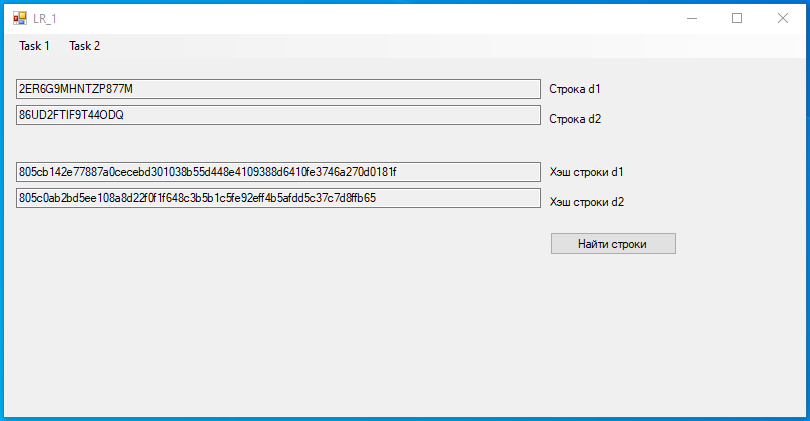 LR_1
Task 1 Task 2
2ER6G9MHNTZP877M Строка d1
86UD2FTIF9T44ODQ Строка d2
805cb142e77887a0cecebd301038b55d448e4109388d6410fe3746a270d0181f Хэш строки d1
805c0ab2bd5ee108a8d22f0f1f648c3b5b1c5fe92eff4b5afdd5c37c7d8ffb65 Хэш строки d2
Найти строки